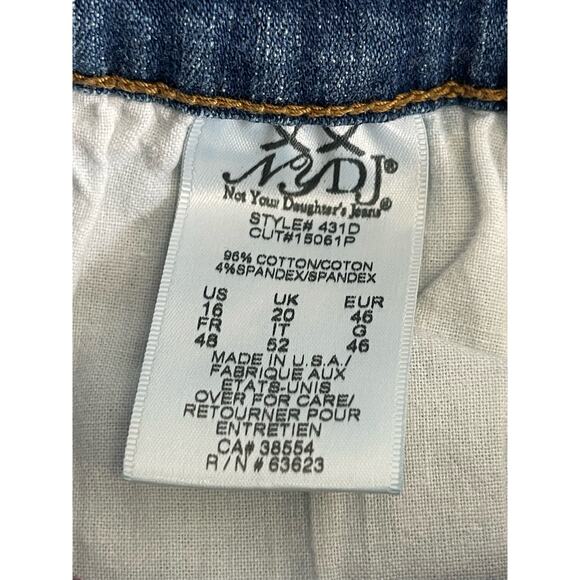 NYDJ®
Not Your Daughter's Jeans®
STYLE# 431D
CUT#15061P
96% COTTON/COTON
4%SPANDEX/SPANDEX
US UK EUR
16 20 46
FR IT G
48 52 46
MADE IN U.S.A./
FABRIQUE AUX
ETATS-UNIS
OVER FOR CARE/
RETOURNER POUR
ENTRETIEN
CA# 38554
R/N # 63623